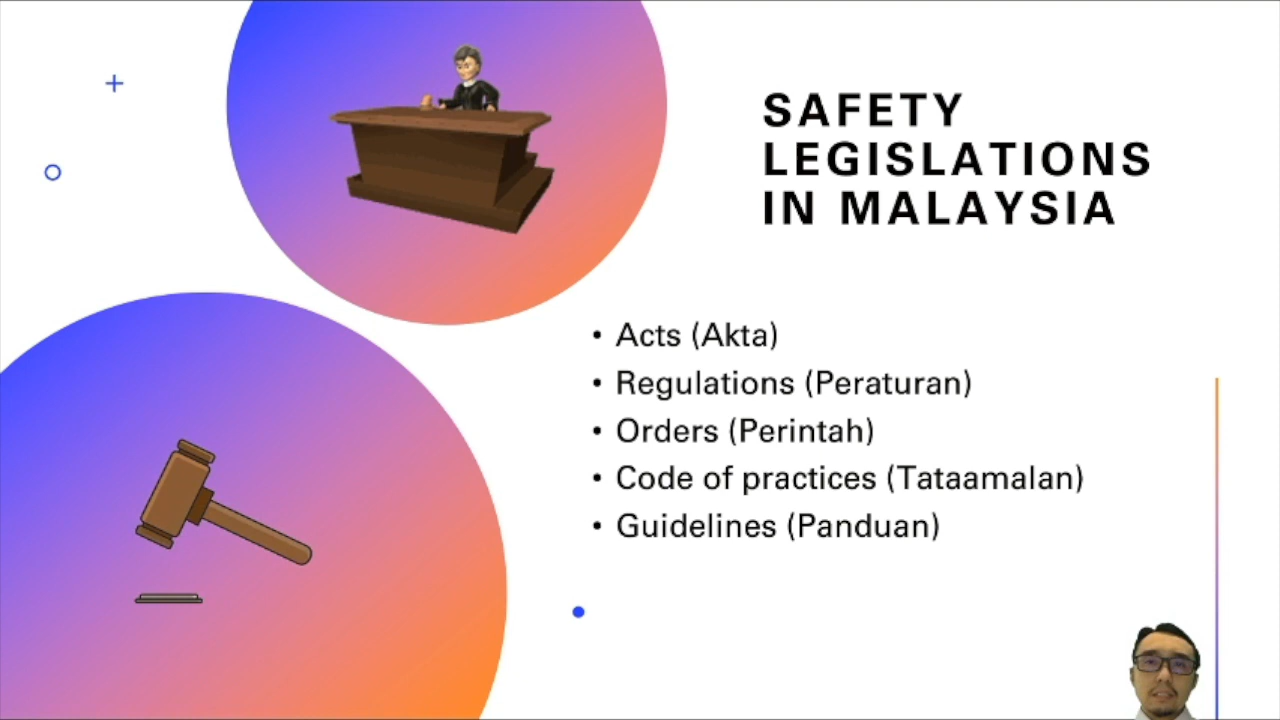 SAFETY
LEGISLATIONS
IN MALAYSIA
• Acts (Akta)
• Regulations (Peraturan)
• Orders (Perintah)
• Code of practices (Tataamalan)
• Guidelines (Panduan)